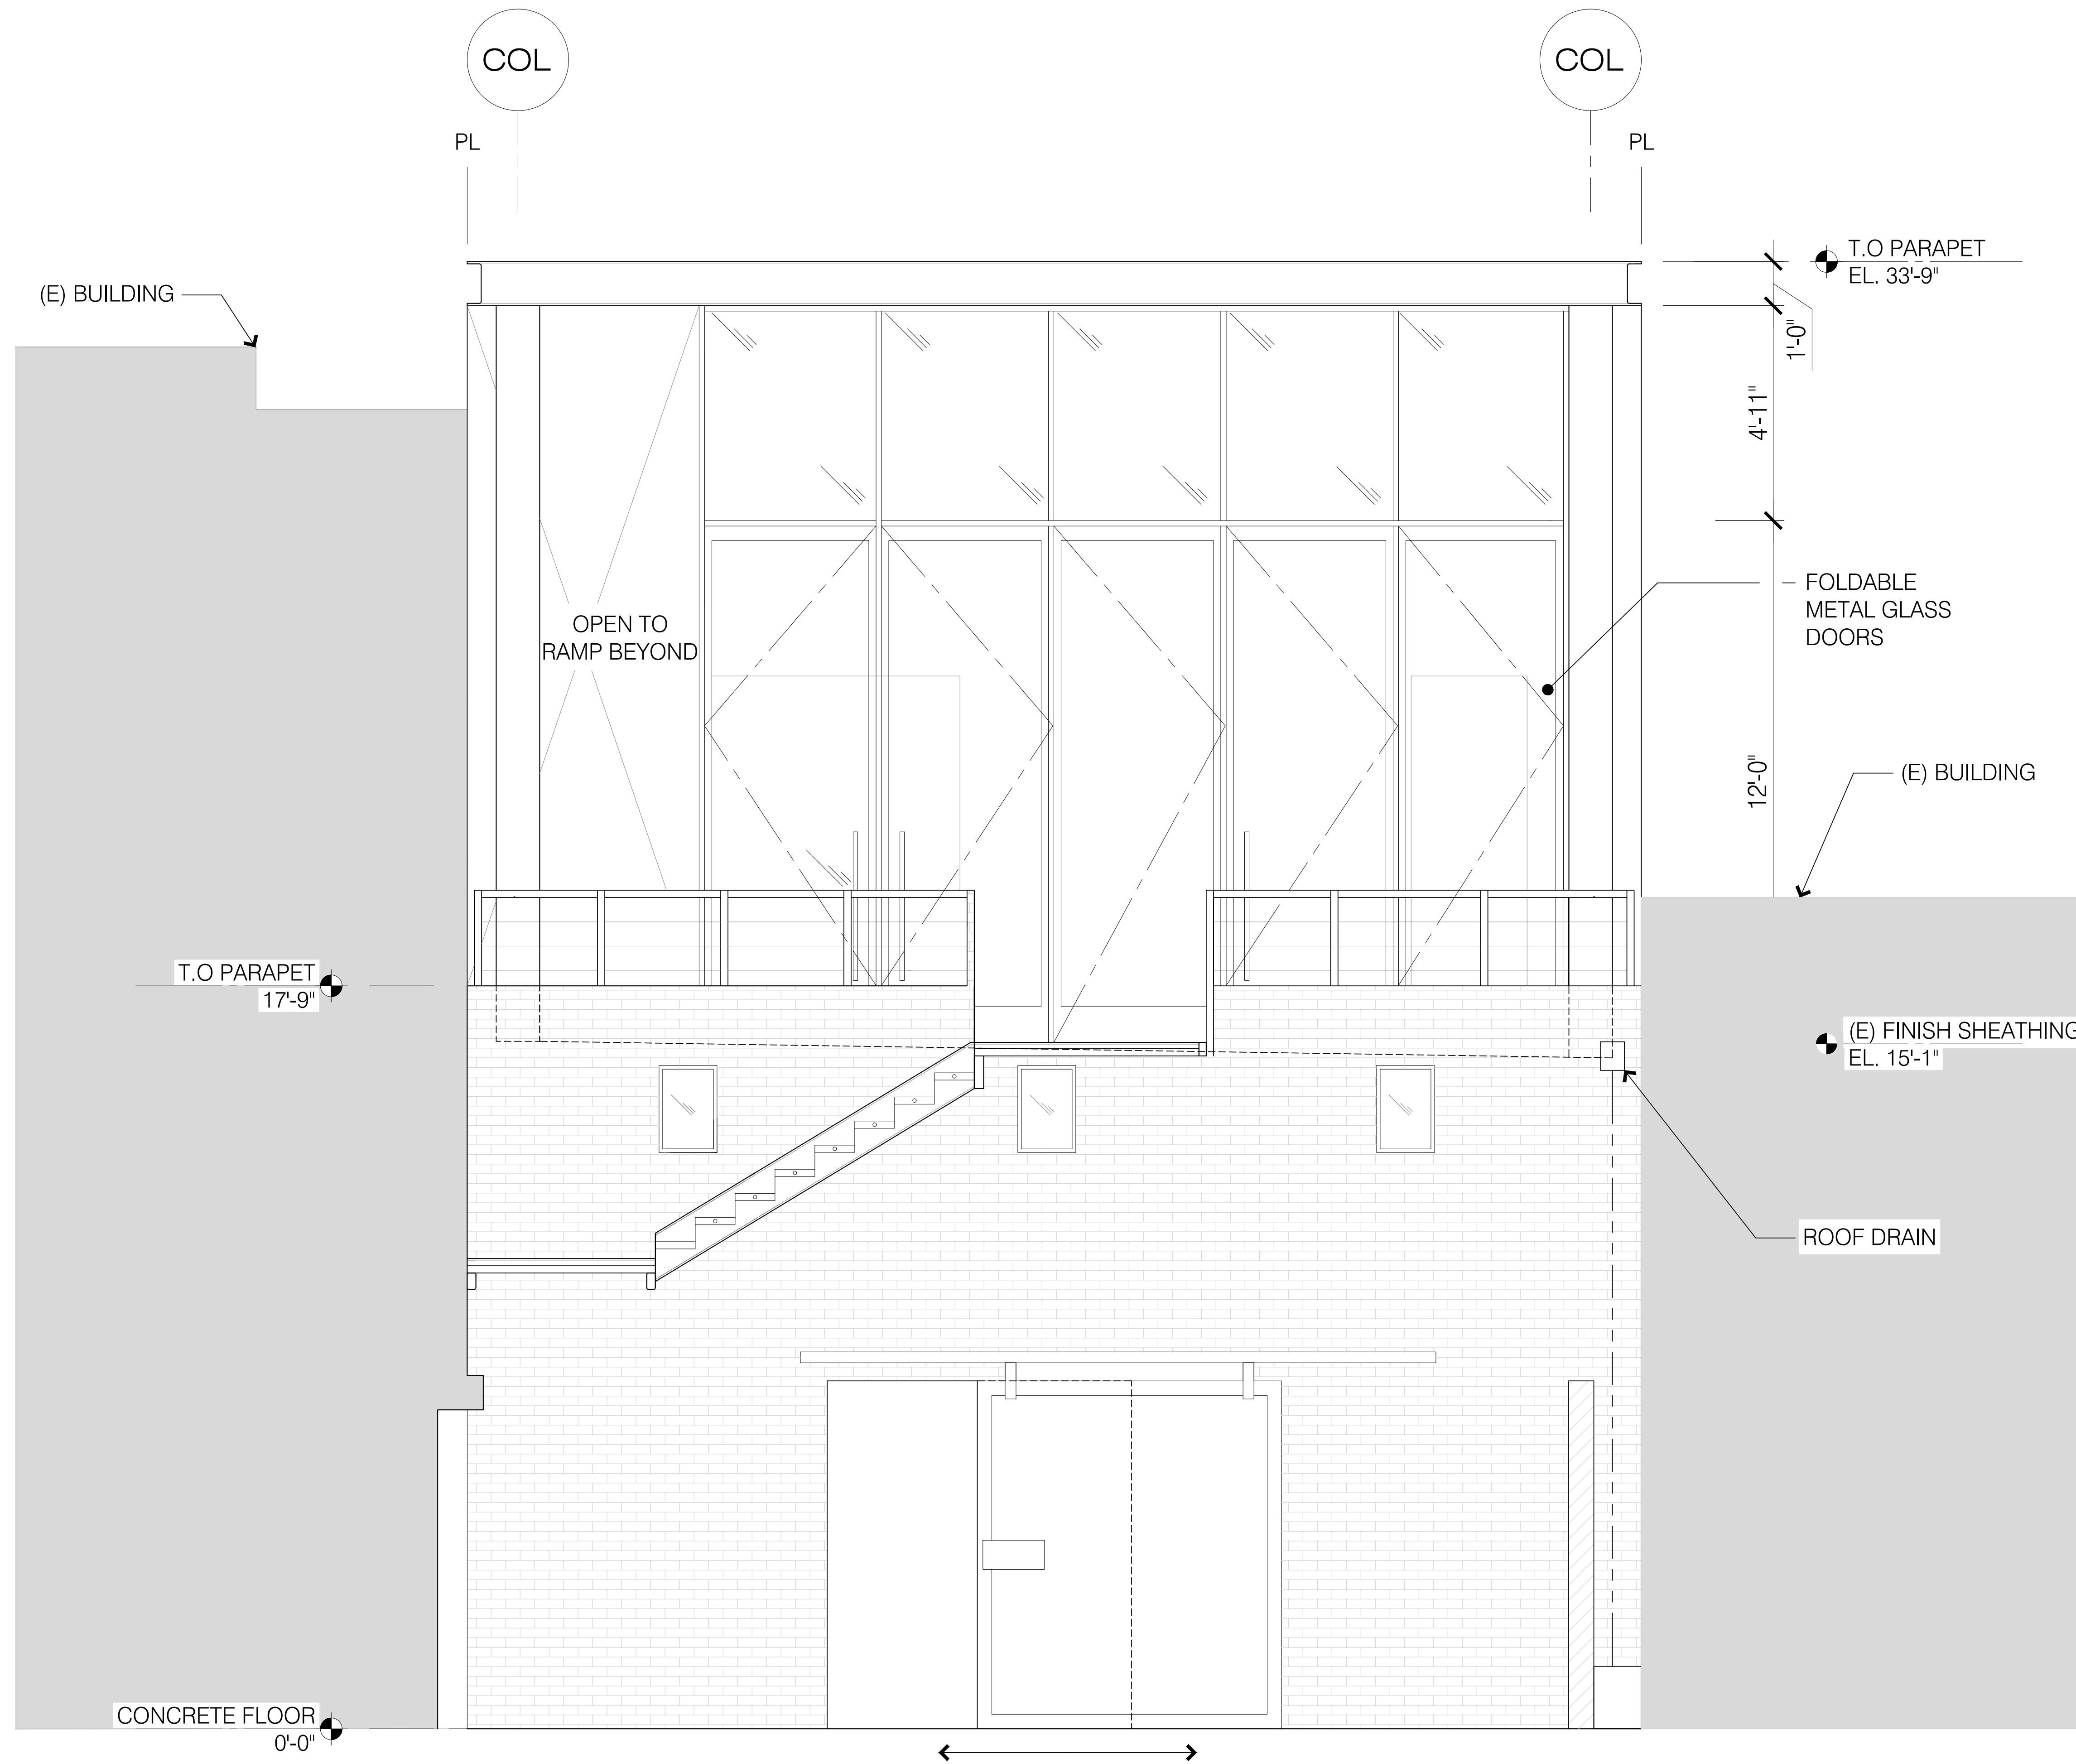 COL
COL
PL
PL
T.O PARAPET
EL. 33'-9"
(E) BUILDING
1'-0"
4'-11"
FOLDABLE
METAL GLASS
DOORS
OPEN TO
RAMP BEYOND
12'-0"
(E) BUILDING
T.O PARAPET
17'-9"
(E) FINISH SHEATHING
EL. 15'-1"
ROOF DRAIN
CONCRETE FLOOR
0'-0"